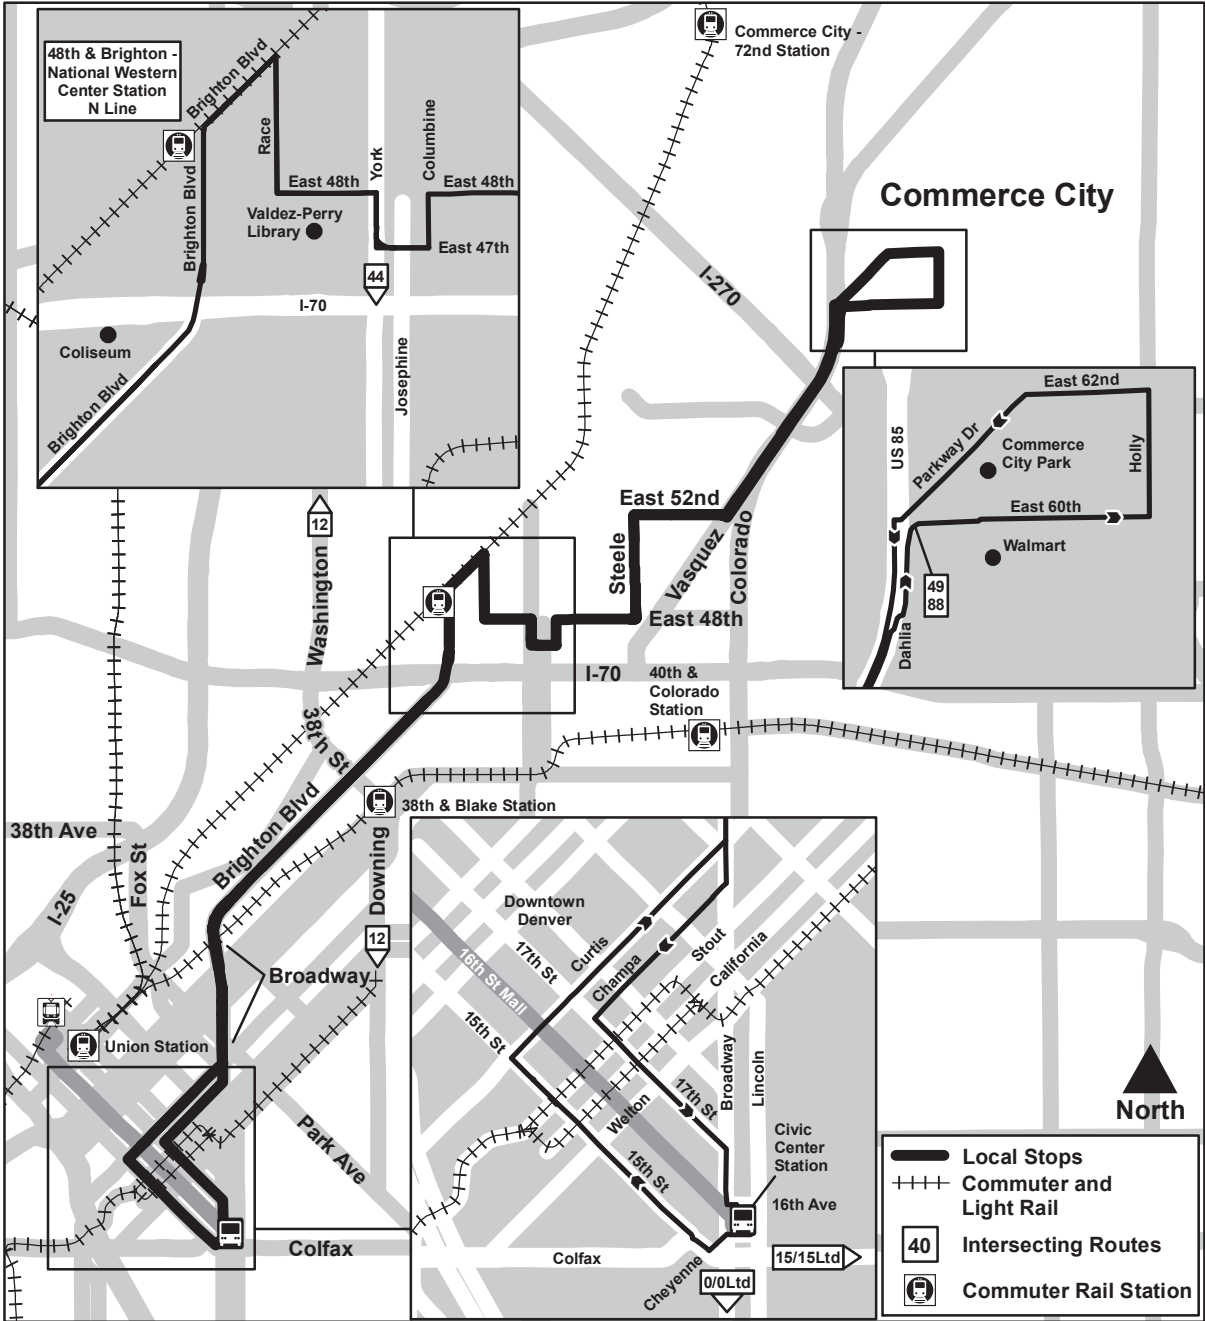 Commerce City -
72nd Station
48th & Brighton -
National Western
Center Station
N Line
Brighton Blvd
Race
York
Columbine
East 48th
East 48th
Valdez-Perry
Library
Brighton Blvd
East 47th
44
I-70
Coliseum
Josephine
Brighton Blvd
Commerce City
I-270
East 62nd
US 85
Parkway Dr
Commerce
City Park
Holly
East 60th
Walmart
49
88
Dahlia
12
Washington
East 52nd
Steele
Vasquez
Colorado
East 48th
I-70
40th &
Colorado
Station
38th St
38th & Blake Station
Brighton Blvd
38th Ave
Fox St
I-25
Downing
12
Broadway
Union Station
Park Ave
Colfax
Downtown
Denver
17th St
Curtis
Champa
Stout
California
16th St Mall
15th St
Broadway
Lincoln
17th St
Welton
15th St
Civic
Center
Station
16th Ave
Colfax
Cheyenne
15/15Ltd
0/0Ltd
North
Local Stops
Commuter and
Light Rail
40
Intersecting Routes
Commuter Rail Station